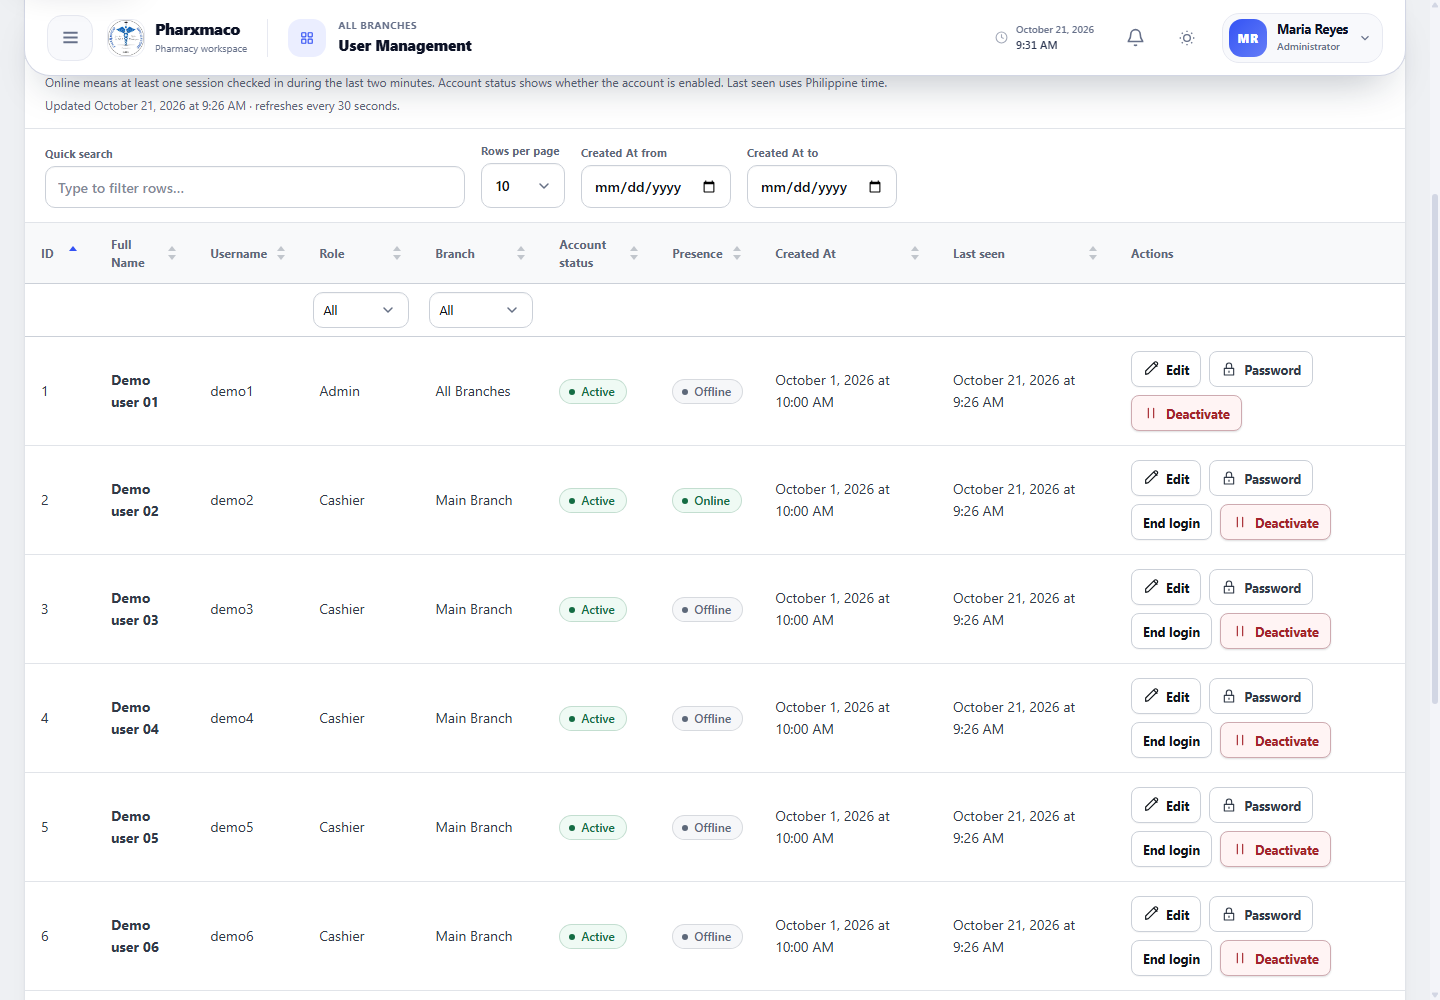 Pharxmaco
Pharmacy workspace
ALL BRANCHES
User Management
October 21, 2026
9:31 AM
MR
Maria Reyes
Administrator
Online means at least one session checked in during the last two minutes. Account status shows whether the account is enabled. Last seen uses Philippine time.
Updated October 21, 2026 at 9:26 AM · refreshes every 30 seconds.
Quick search
Rows per page
Created At from
Created At to
Type to filter rows...
10
mm/dd/yyyy
mm/dd/yyyy
ID
Full Name
Username
Role
Branch
Account status
Presence
Created At
Last seen
Actions
All
All
1
Demo user 01
demo1
Admin
All Branches
Active
Offline
October 1, 2026 at 10:00 AM
October 21, 2026 at 9:26 AM
Edit
Password
Deactivate
2
Demo user 02
demo2
Cashier
Main Branch
Active
Online
October 1, 2026 at 10:00 AM
October 21, 2026 at 9:26 AM
Edit
Password
End login
Deactivate
3
Demo user 03
demo3
Cashier
Main Branch
Active
Offline
October 1, 2026 at 10:00 AM
October 21, 2026 at 9:26 AM
Edit
Password
End login
Deactivate
4
Demo user 04
demo4
Cashier
Main Branch
Active
Offline
October 1, 2026 at 10:00 AM
October 21, 2026 at 9:26 AM
Edit
Password
End login
Deactivate
5
Demo user 05
demo5
Cashier
Main Branch
Active
Offline
October 1, 2026 at 10:00 AM
October 21, 2026 at 9:26 AM
Edit
Password
End login
Deactivate
6
Demo user 06
demo6
Cashier
Main Branch
Active
Offline
October 1, 2026 at 10:00 AM
October 21, 2026 at 9:26 AM
Edit
Password
End login
Deactivate